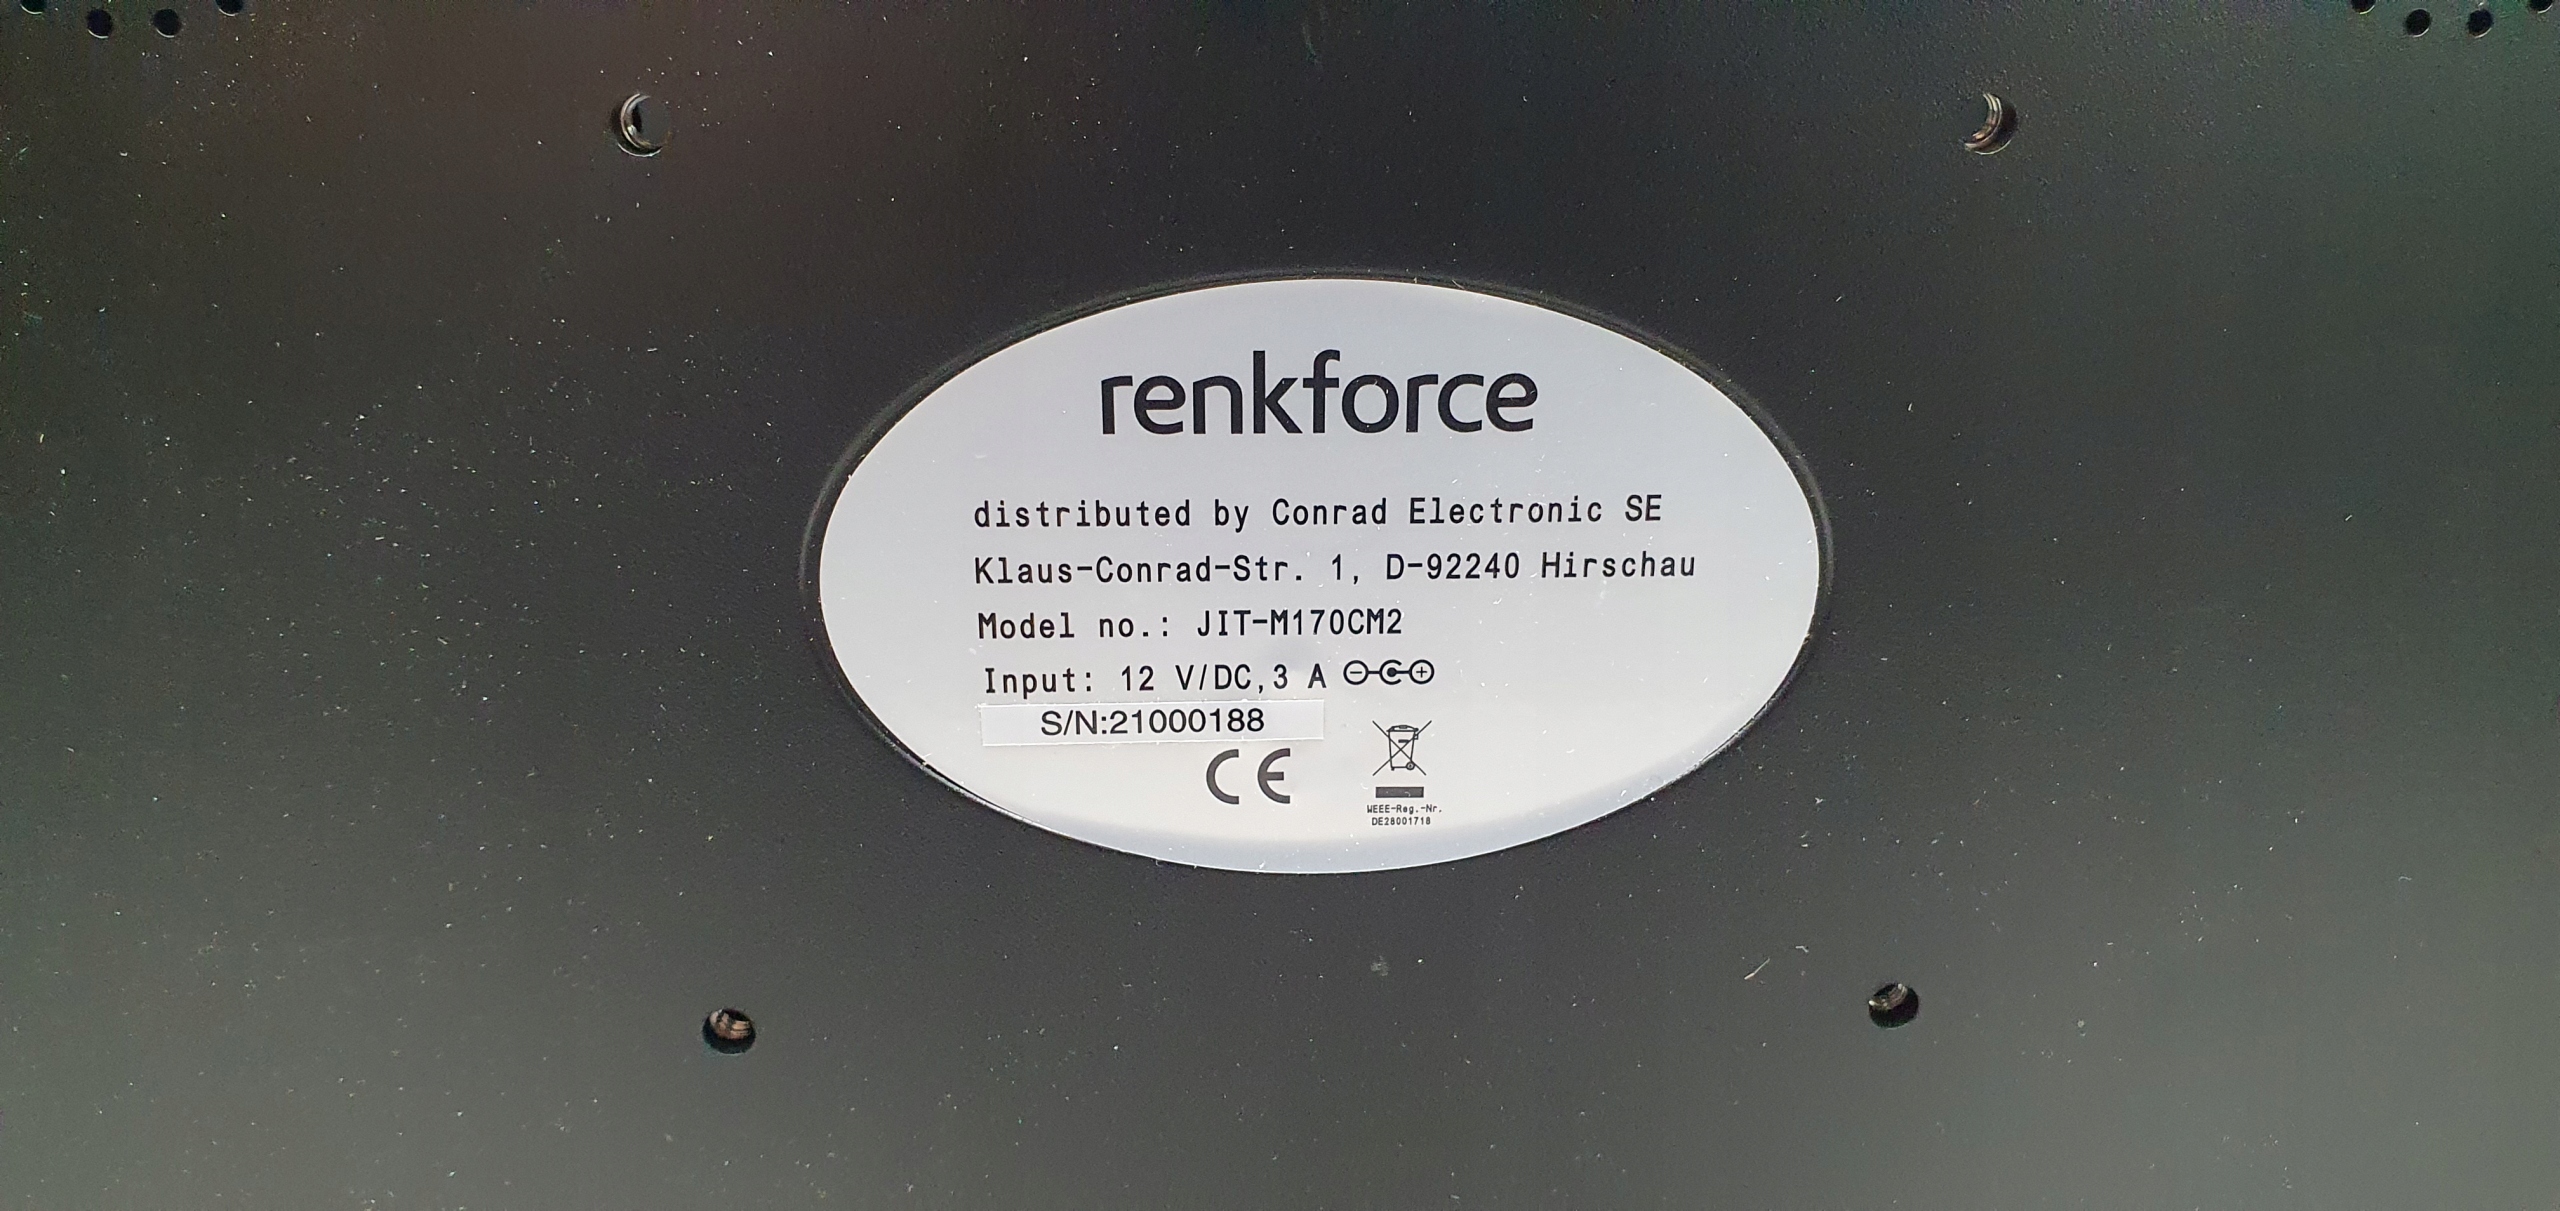 renkforce
distributed by Conrad Electronic SE
Klaus-Conrad-Str. 1, D-92240 Hirschau
Model no.: JIT-M170CM2
Input: 12 V/DC,3 A
S/N:21000188
CE
WEEE-Reg.-Nr.
DE28001718